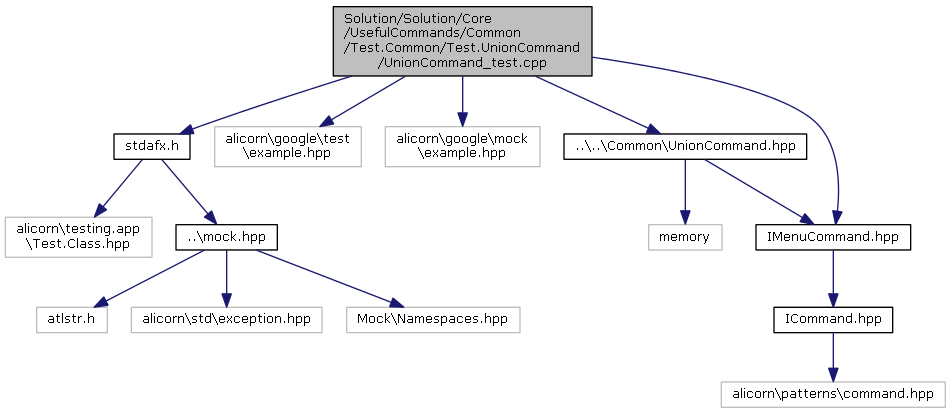 Solution/Solution/Core
/UsefulCommands/Common
/Test.Common/Test.UnionCommand
/UnionCommand_test.cpp
stdafx.h
alicorn\google\test
\example.hpp
alicorn\google\mock
\example.hpp
..\..\Common\UnionCommand.hpp
alicorn\testing.app
\Test.Class.hpp
..\mock.hpp
memory
IMenuCommand.hpp
atlstr.h
alicorn\std\exception.hpp
Mock\Namespaces.hpp
ICommand.hpp
alicorn\patterns\command.hpp